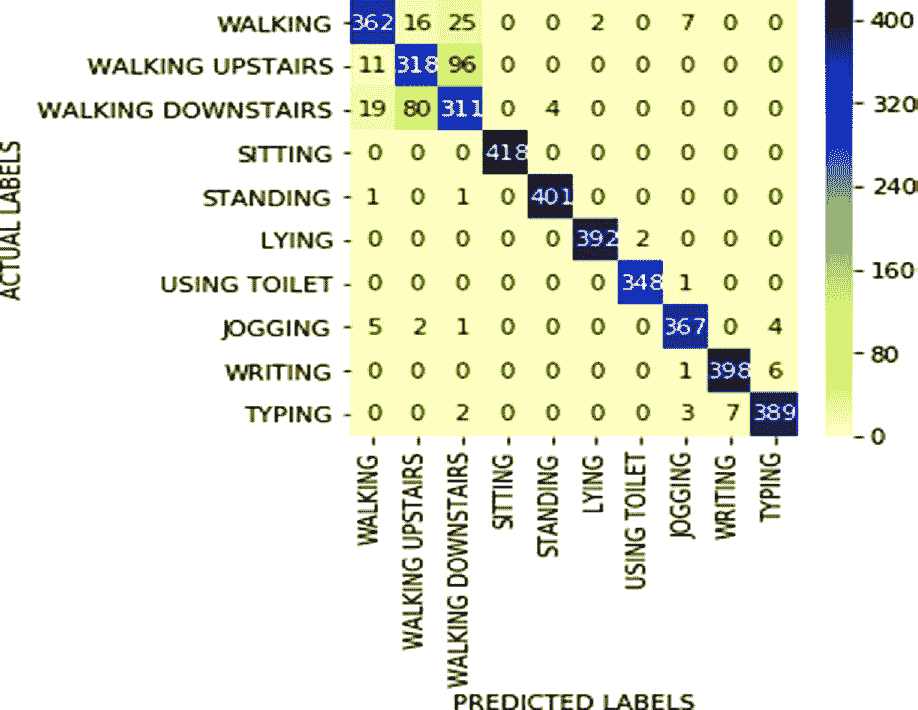 WALKING 362 16 25 0 0 2 0 7 0 0 400
WALKING UPSTAIRS 11 318 96 0 0 0 0 0 0 0
WALKING DOWNSTAIRS 19 80 311 0 4 0 0 0 0 0 320
SITTING 0 0 0 418 0 0 0 0 0 0
STANDING 1 0 1 0 401 0 0 0 0 0 240
LYING 0 0 0 0 0 392 2 0 0 0
USING TOILET 0 0 0 0 0 0 348 1 0 0 160
JOGGING 5 2 1 0 0 0 0 367 0 4
WRITING 0 0 0 0 0 0 0 1 398 6 80
TYPING 0 0 2 0 0 0 0 3 7 389 0
ACTUAL LABELS
WALKING
WALKING UPSTAIRS
WALKING DOWNSTAIRS
SITTING
STANDING
LYING
USING TOILET
JOGGING
WRITING
TYPING
PREDICTED LABELS